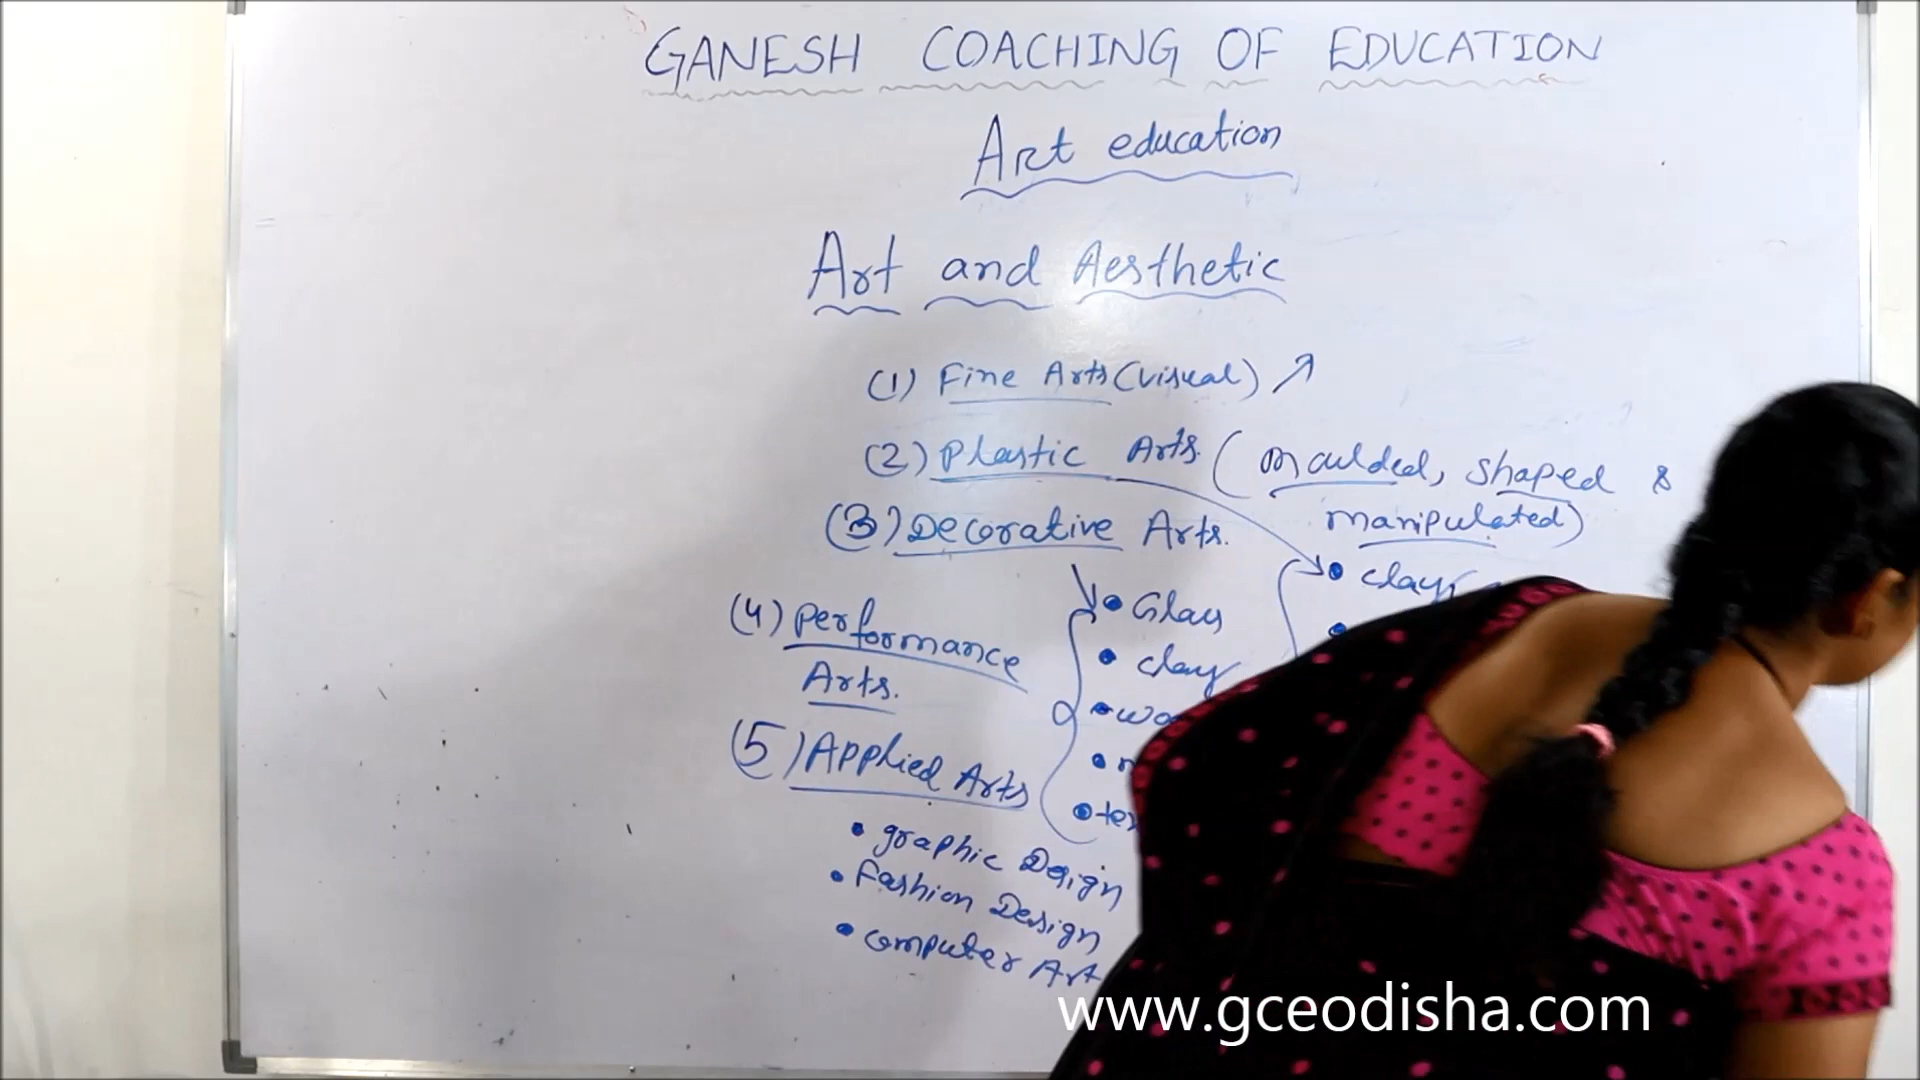 GANESH COACHING OF EDUCATION
Art education
Art and Aesthetic
(1) Fine Arts (visual)
(2) Plastic Arts. (moulded, shaped &
manipulated)
(3) Decorative Arts.
• clay
• Glass
• clay
(4) Performance
Arts.
(5) Applied Arts
• graphic Design
• Fashion Design
• Computer Art
www.gceodisha.com